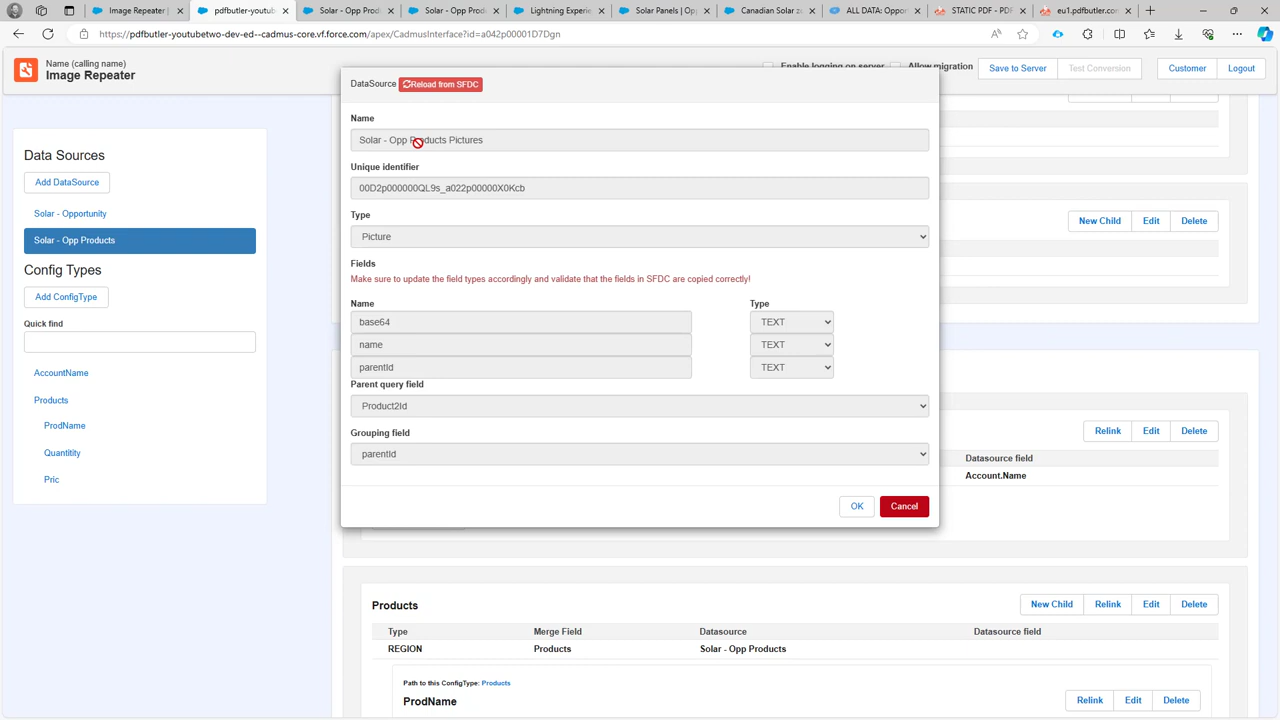 Image Repeater
pdfbutler-youtub
Solar - Opp Prod
Solar - Opp Produ
Lightning Experie
Solar Panels | Op
Canadian Solar zu
ALL DATA: Oppor
STATIC PDF - PDF
eu1.pdfbutler.com
https://pdfbutler-youtubetwo-dev-ed--cadmus-core.vf.force.com/apex/CadmusInterface?id=a042p00001D7Dgn
Name (calling name)
Image Repeater
Enable logging on server
Allow migration
Save to Server
Test Conversion
Customer
Logout
DataSource
Reload from SFDC
Name
Solar - Opp Products Pictures
Unique identifier
00D2p000000QL9s_a022p00000X0Kcb
Type
Picture
Fields
Make sure to update the field types accordingly and validate that the fields in SFDC are copied correctly!
Name
Type
base64
TEXT
name
TEXT
parentId
TEXT
Parent query field
Product2Id
Grouping field
parentId
OK
Cancel
Data Sources
Add DataSource
Solar - Opportunity
Solar - Opp Products
Config Types
Add ConfigType
Quick find
AccountName
Products
ProdName
Quantitity
Pric
New Child
Edit
Delete
Relink
Edit
Delete
Datasource field
Account.Name
Products
New Child
Relink
Edit
Delete
Type
Merge Field
Datasource
Datasource field
REGION
Products
Solar - Opp Products
Path to this ConfigType: Products
ProdName
Relink
Edit
Delete